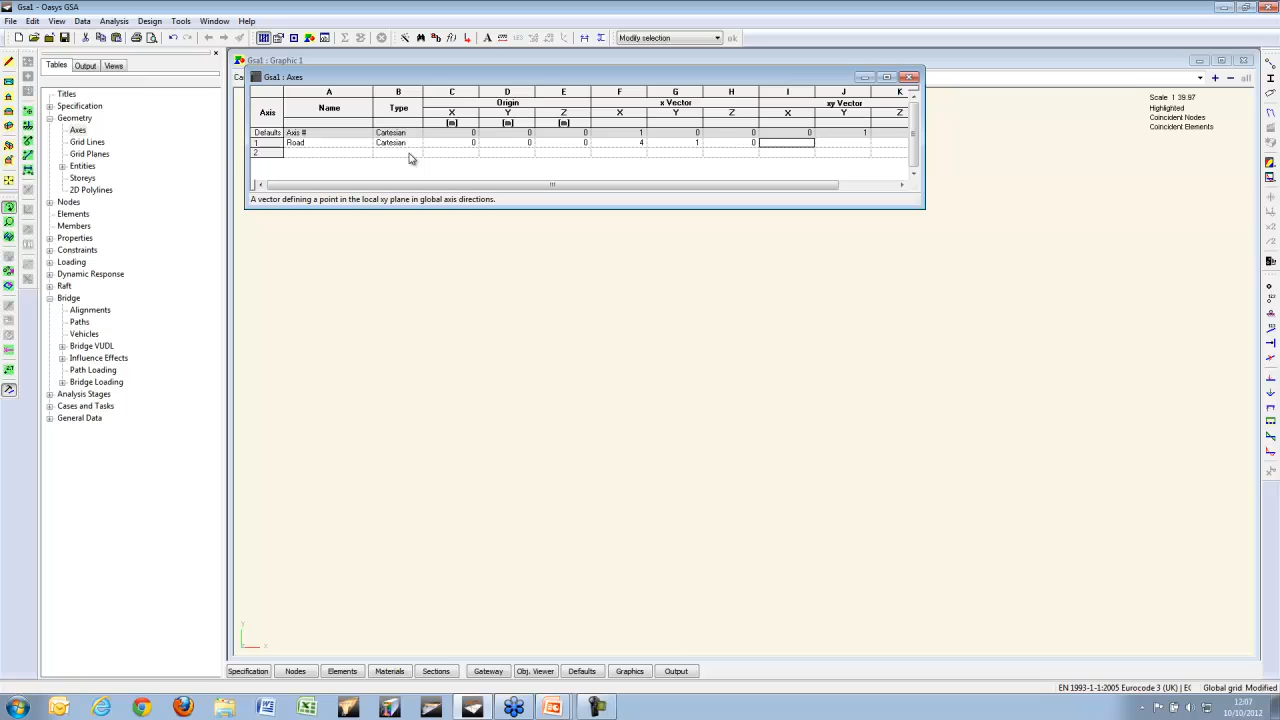 Gsa1 - Oasys GSA
File Edit View Data Analysis Design Tools Window Help
Modify selection ok
Tables Output Views
Titles
Specification
Geometry
Axes
Grid Lines
Grid Planes
Entities
Storeys
2D Polylines
Nodes
Elements
Members
Properties
Constraints
Loading
Dynamic Response
Raft
Bridge
Alignments
Paths
Vehicles
Bridge VUDL
Influence Effects
Path Loading
Bridge Loading
Analysis Stages
Cases and Tasks
General Data
Gsa1 : Graphic 1
all
Gsa1 : Axes
A B C D E F G H I J K
Axis Name Type Origin x Vector xy Vector
X Y Z X Y Z X Y Z
[m] [m] [m]
Defaults Axis # Cartesian 0 0 0 1 0 0 0 1
1 Road Cartesian 0 0 0 4 1 0
2
A vector defining a point in the local xy plane in global axis directions.
Scale 1 39.97
Highlighted
Coincident Nodes
Coincident Elements
Y
x
Specification Nodes Elements Materials Sections Gateway Obj. Viewer Defaults Graphics Output
EN 1993-1-1:2005 Eurocode 3 (UK) | EC Global grid: Modified
12:07
10/10/2012